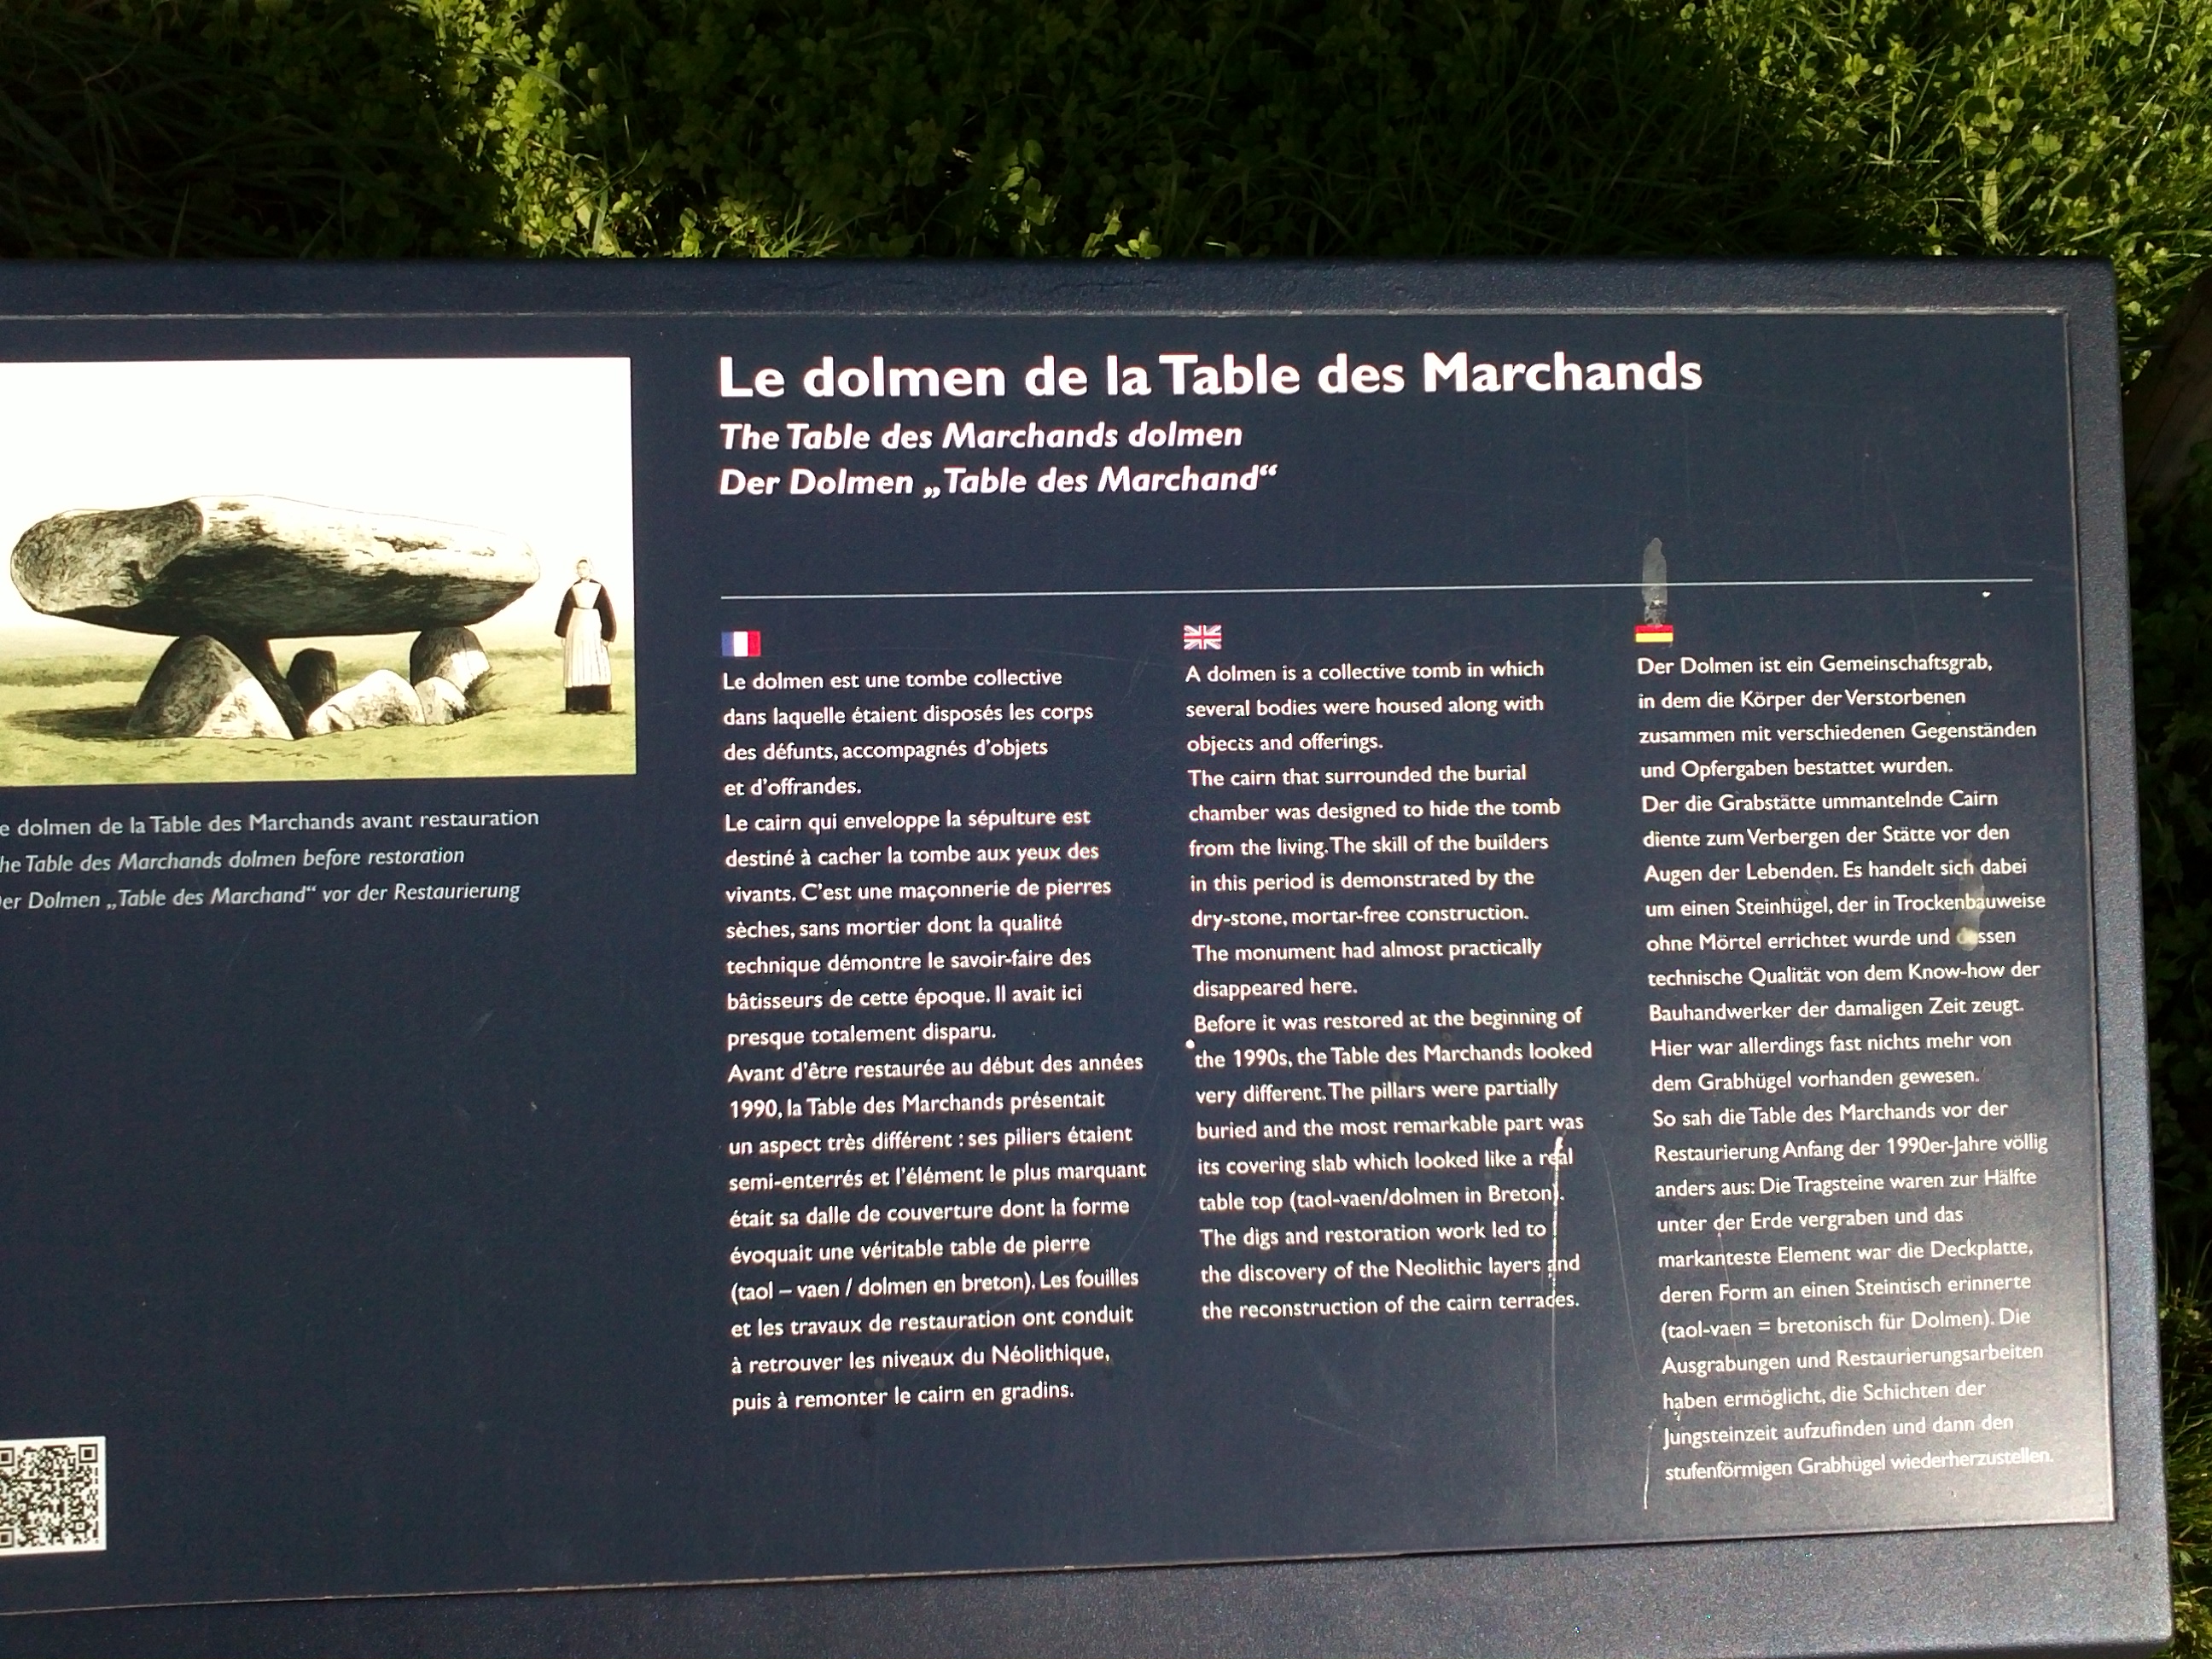 Le dolmen de la Table des Marchands
The Table des Marchands dolmen
Der Dolmen „Table des Marchand“
e dolmen de la Table des Marchands avant restauration
he Table des Marchands dolmen before restoration
er Dolmen „Table des Marchand“ vor der Restaurierung
Le dolmen est une tombe collective
dans laquelle étaient disposés les corps
des défunts, accompagnés d'objets
et d'offrandes.
Le cairn qui enveloppe la sépulture est
destiné à cacher la tombe aux yeux des
vivants. C'est une maçonnerie de pierres
sèches, sans mortier dont la qualité
technique démontre le savoir-faire des
bâtisseurs de cette époque. Il avait ici
presque totalement disparu.
Avant d'être restaurée au début des années
1990, la Table des Marchands présentait
un aspect très différent : ses piliers étaient
semi-enterrés et l'élément le plus marquant
était sa dalle de couverture dont la forme
évoquait une véritable table de pierre
(taol – vaen / dolmen en breton). Les fouilles
et les travaux de restauration ont conduit
à retrouver les niveaux du Néolithique,
puis à remonter le cairn en gradins.
A dolmen is a collective tomb in which
several bodies were housed along with
objects and offerings.
The cairn that surrounded the burial
chamber was designed to hide the tomb
from the living. The skill of the builders
in this period is demonstrated by the
dry-stone, mortar-free construction.
The monument had almost practically
disappeared here.
Before it was restored at the beginning of
the 1990s, the Table des Marchands looked
very different. The pillars were partially
buried and the most remarkable part was
its covering slab which looked like a real
table top (taol-vaen/dolmen in Breton).
The digs and restoration work led to
the discovery of the Neolithic layers and
the reconstruction of the cairn terrades.
Der Dolmen ist ein Gemeinschaftsgrab,
in dem die Körper der Verstorbenen
zusammen mit verschiedenen Gegenständen
und Opfergaben bestattet wurden.
Der die Grabstätte ummantelnde Cairn
diente zum Verbergen der Stätte vor den
Augen der Lebenden. Es handelt sich dabei
um einen Steinhügel, der in Trockenbauweise
ohne Mörtel errichtet wurde und dessen
technische Qualität von dem Know-how der
Bauhandwerker der damaligen Zeit zeugt.
Hier war allerdings fast nichts mehr von
dem Grabhügel vorhanden gewesen.
So sah die Table des Marchands vor der
Restaurierung Anfang der 1990er-Jahre völlig
anders aus: Die Tragsteine waren zur Hälfte
unter der Erde vergraben und das
markanteste Element war die Deckplatte,
deren Form an einen Steintisch erinnerte
(taol-vaen = bretonisch für Dolmen). Die
Ausgrabungen und Restaurierungsarbeiten
haben ermöglicht, die Schichten der
Jungsteinzeit aufzufinden und dann den
stufenförmigen Grabhügel wiederherzustellen.